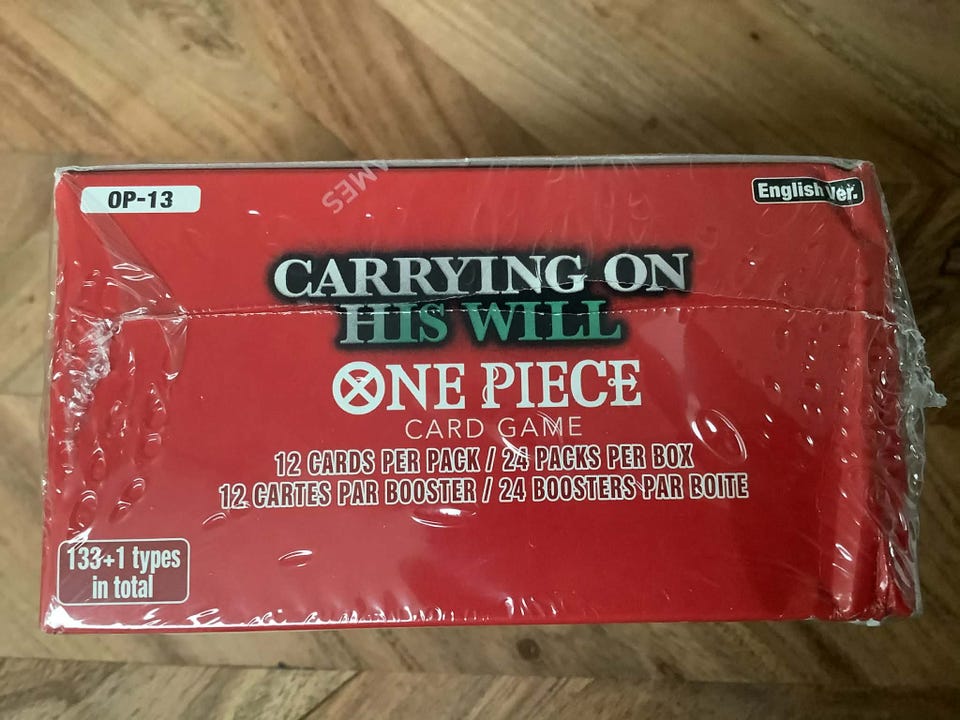 OP-13
English Ver.
AMES
CARRYING ON
HIS WILL
ONE PIECE
CARD GAME
12 CARDS PER PACK / 24 PACKS PER BOX
12 CARTES PAR BOOSTER / 24 BOOSTERS PAR BOITE
133+1 types
in total